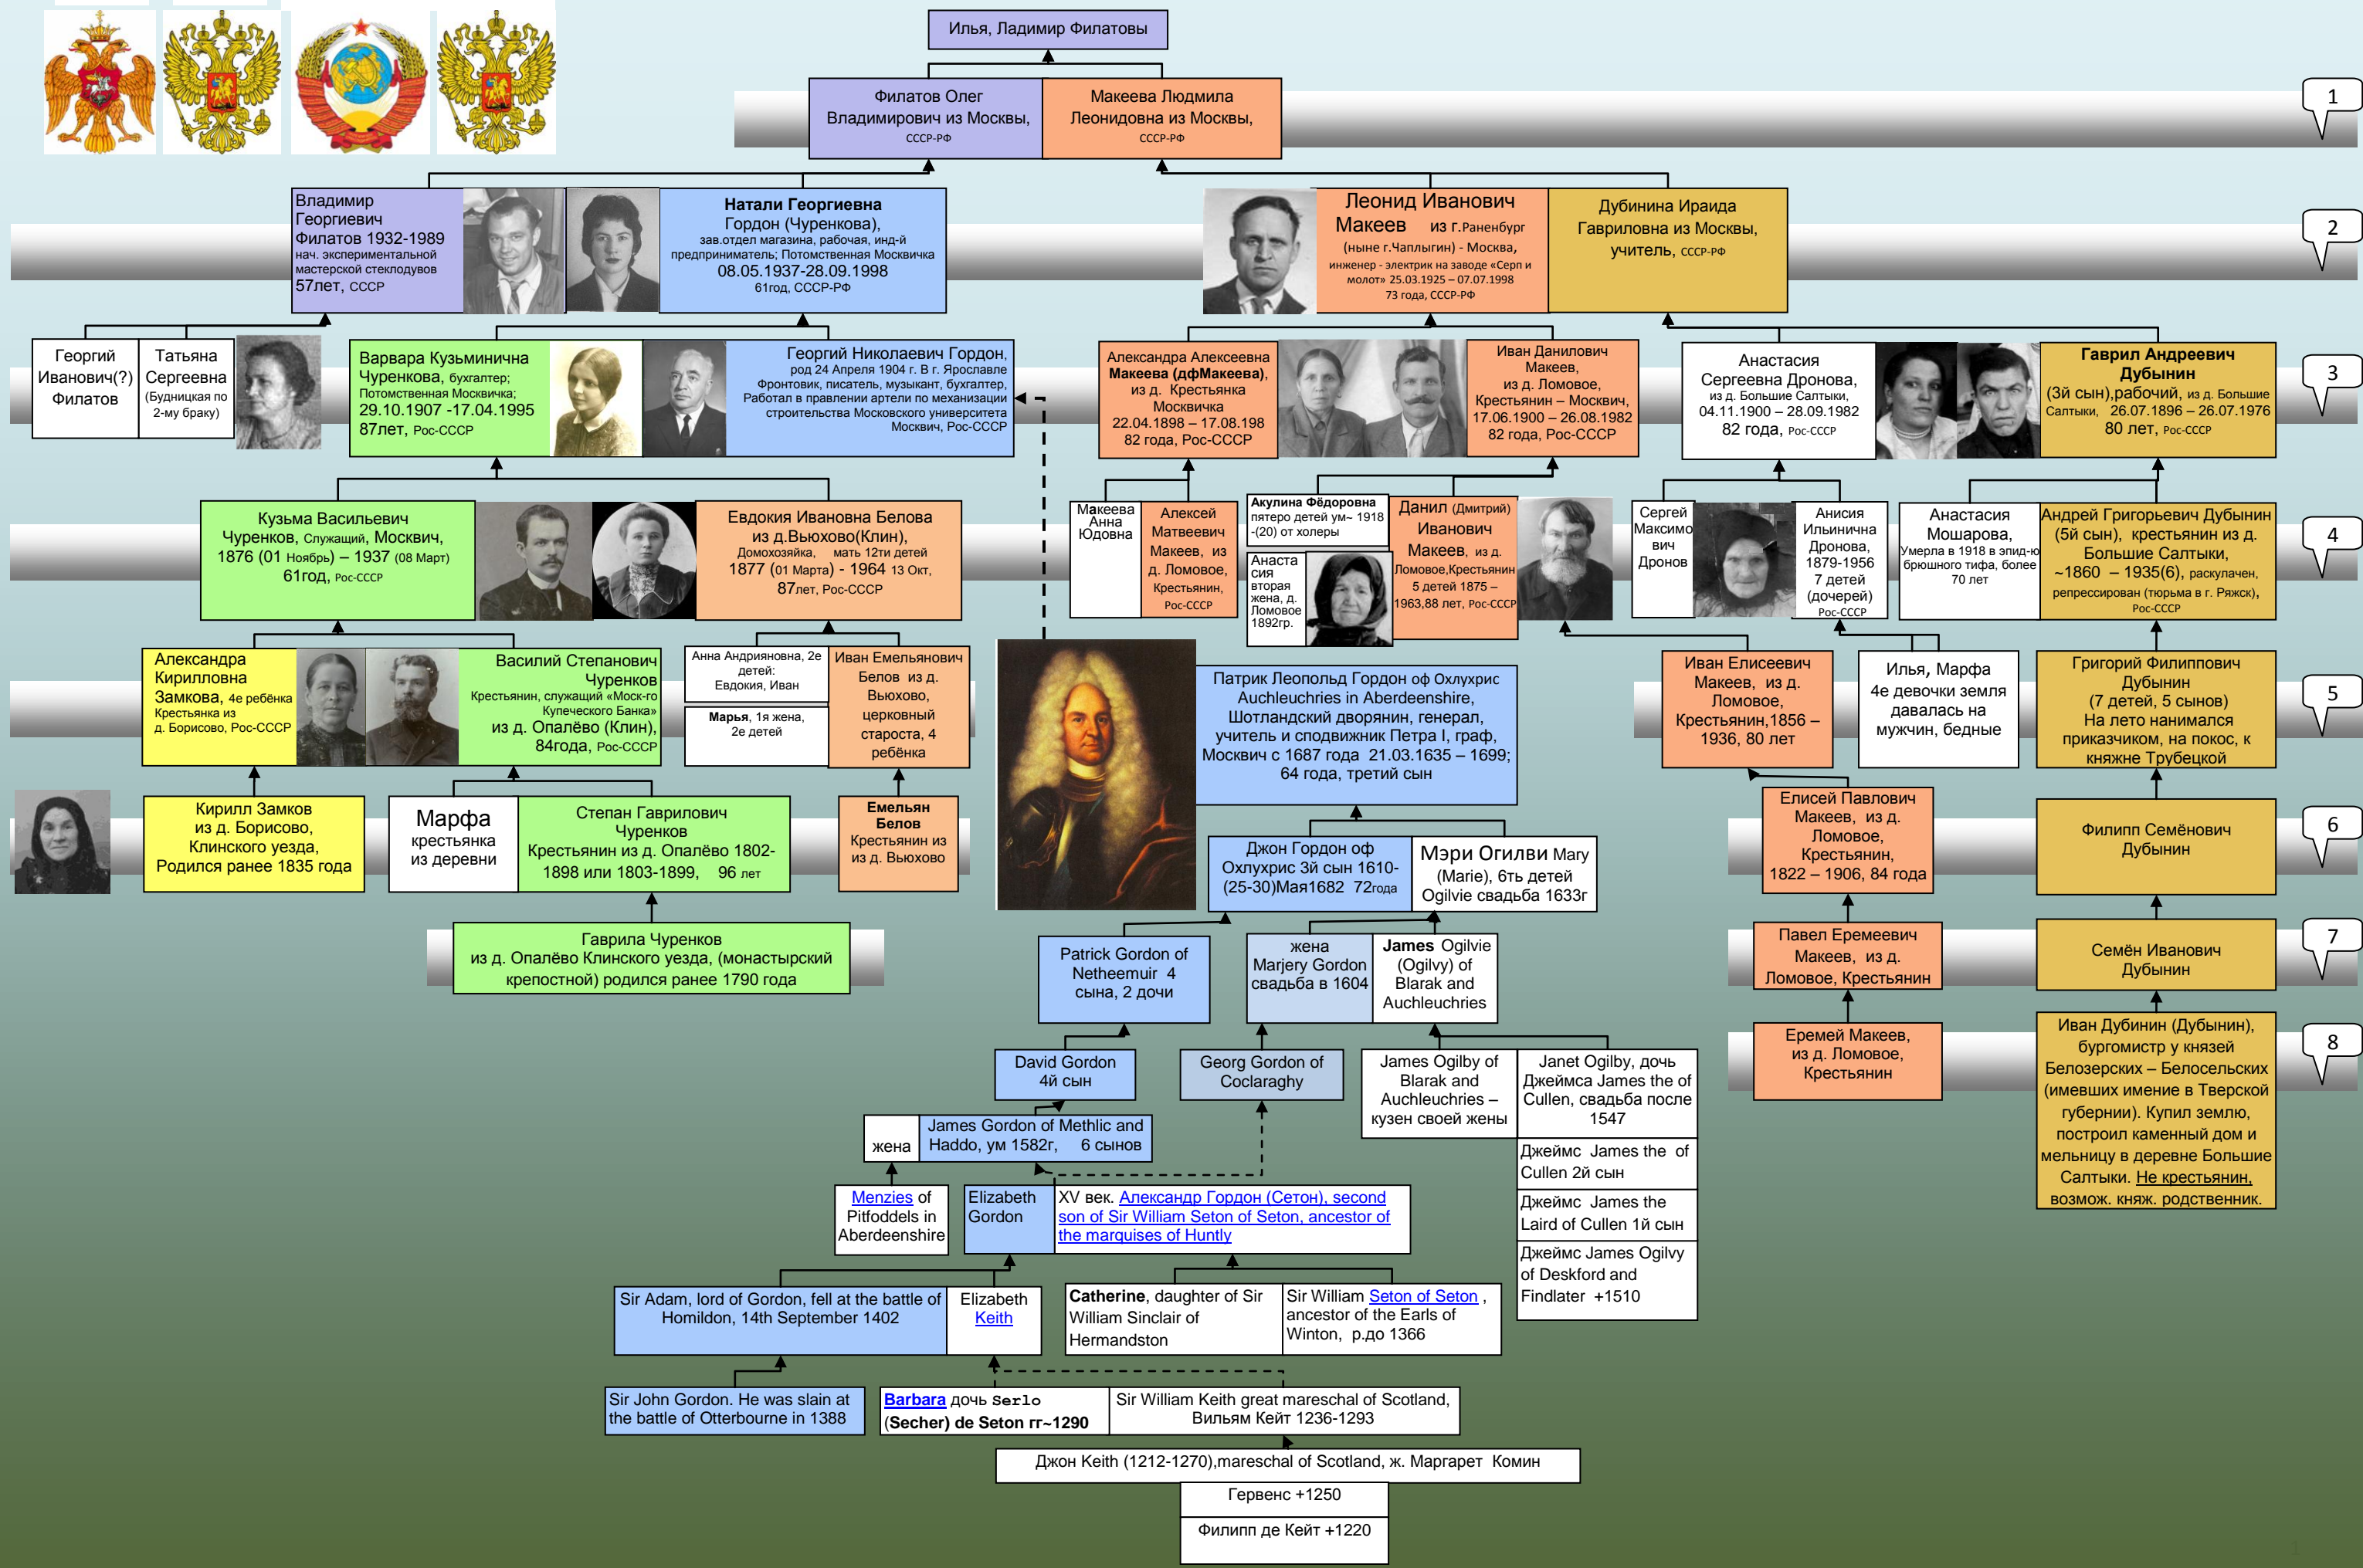 Илья, Ладимир Филатовы
Филатов Олег
Владимирович из Москвы,
СССР-РФ
Макеева Людмила
Леонидовна из Москвы,
СССР-РФ
1
Владимир
Георгиевич
Филатов 1932-1989
нач. экспериментальной
мастерской стеклодувов
57лет, СССР
Натали Георгиевна
Гордон (Чуренкова),
зав.отдел магазина, рабочая, инд-й
предприниматель; Потомственная Москвичка
08.05.1937-28.09.1998
61год, СССР-РФ
Леонид Иванович
Макеев из г.Раненбург
(ныне г.Чаплыгин) - Москва,
инженер - электрик на заводе «Серп и
молот» 25.03.1925 – 07.07.1998
73 года, СССР-РФ
Дубинина Ираида
Гавриловна из Москвы,
учитель, СССР-РФ
2
Георгий
Иванович(?)
Филатов
Татьяна
Сергеевна
(Будницкая по
2-му браку)
Варвара Кузьминична
Чуренкова, бухгалтер;
Потомственная Москвичка;
29.10.1907 -17.04.1995
87лет, Рос-СССР
Георгий Николаевич Гордон,
род 24 Апреля 1904 г. В г. Ярославле
Фронтовик, писатель, музыкант, бухгалтер,
Работал в правлении артели по механизации
строительства Московского университета
Москвич, Рос-СССР
Александра Алексеевна
Макеева (дфМакеева),
из д. Крестьянка
Москвичка
22.04.1898 – 17.08.198
82 года, Рос-СССР
Иван Данилович
Макеев,
из д. Ломовое,
Крестьянин – Москвич,
17.06.1900 – 26.08.1982
82 года, Рос-СССР
Анастасия
Сергеевна Дронова,
из д. Большие Салтыки,
04.11.1900 – 28.09.1982
82 года, Рос-СССР
Гаврил Андреевич
Дубынин
(3й сын),рабочий, из д. Большие
Салтыки, 26.07.1896 – 26.07.1976
80 лет, Рос-СССР
3
Кузьма Васильевич
Чуренков, Служащий, Москвич,
1876 (01 Ноябрь) – 1937 (08 Март)
61год, Рос-СССР
Евдокия Ивановна Белова
из д.Вьюхово(Клин),
Домохозяйка, мать 12ти детей
1877 (01 Марта) - 1964 13 Окт,
87лет, Рос-СССР
Макеева
Анна
Юдовна
Алексей
Матвеевич
Макеев, из
д. Ломовое,
Крестьянин,
Рос-СССР
Акулина Фёдоровна
пятеро детей ум~ 1918
-(20) от холеры
Анаста
сия
вторая
жена, д.
Ломовое
1892гр.
Данил (Дмитрий)
Иванович
Макеев, из д.
Ломовое,Крестьянин
5 детей 1875 –
1963,88 лет, Рос-СССР
Сергей
Максимо
вич
Дронов
Анисия
Ильинична
Дронова,
1879-1956
7 детей
(дочерей)
Рос-СССР
Анастасия
Мошарова,
Умерла в 1918 в эпид-ю
брюшного тифа, более
70 лет
Андрей Григорьевич Дубынин
(5й сын), крестьянин из д.
Большие Салтыки,
~1860 – 1935(6), раскулачен,
репрессирован (тюрьма в г. Ряжск),
Рос-СССР
4
Александра
Кирилловна
Замкова, 4е ребёнка
Крестьянка из
д. Борисово, Рос-СССР
Василий Степанович
Чуренков
Крестьянин, служащий «Моск-го
Купеческого Банка»
из д. Опалёво (Клин),
84года, Рос-СССР
Анна Андрияновна, 2е
детей:
Евдокия, Иван
Марья, 1я жена,
2е детей
Иван Емельянович
Белов из д.
Вьюхово,
церковный
староста, 4
ребёнка
Патрик Леопольд Гордон оф Охлухрис
Auchleuchries in Aberdeenshire,
Шотландский дворянин, генерал,
учитель и сподвижник Петра I, граф,
Москвич с 1687 года 21.03.1635 – 1699;
64 года, третий сын
Иван Елисеевич
Макеев, из д.
Ломовое,
Крестьянин,1856 –
1936, 80 лет
Илья, Марфа
4е девочки земля
давалась на
мужчин, бедные
Григорий Филиппович
Дубынин
(7 детей, 5 сынов)
На лето нанимался
приказчиком, на покос, к
княжне Трубецкой
5
Кирилл Замков
из д. Борисово,
Клинского уезда,
Родился ранее 1835 года
Марфа
крестьянка
из деревни
Степан Гаврилович
Чуренков
Крестьянин из д. Опалёво 1802-
1898 или 1803-1899, 96 лет
Емельян
Белов
Крестьянин из
из д. Вьюхово
Джон Гордон оф
Охлухрис 3й сын 1610-
(25-30)Мая1682 72года
Мэри Огилви Mary
(Marie), 6ть детей
Ogilvie свадьба 1633г
Елисей Павлович
Макеев, из д.
Ломовое,
Крестьянин,
1822 – 1906, 84 года
Филипп Семёнович
Дубынин
6
Гаврила Чуренков
из д. Опалёво Клинского уезда, (монастырский
крепостной) родился ранее 1790 года
Patrick Gordon of
Netheemuir 4
сына, 2 дочи
жена
Marjery Gordon
свадьба в 1604
James Ogilvie
(Ogilvy) of
Blarak and
Auchleuchries
Павел Еремеевич
Макеев, из д.
Ломовое, Крестьянин
Семён Иванович
Дубынин
7
David Gordon
4й сын
Georg Gordon of
Coclaraghy
James Ogilby of
Blarak and
Auchleuchries –
кузен своей жены
Janet Ogilby, дочь
Джеймса James the of
Cullen, свадьба после
1547
Джеймс James the of
Cullen 2й сын
Джеймс James the
Laird of Cullen 1й сын
Джеймс James Ogilvy
of Deskford and
Findlater +1510
Еремей Макеев,
из д. Ломовое,
Крестьянин
Иван Дубинин (Дубынин),
бургомистр у князей
Белозерских – Белосельских
(имевших имение в Тверской
губернии). Купил землю,
построил каменный дом и
мельницу в деревне Большие
Салтыки. Не крестьянин,
возмож. княж. родственник.
8
жена
James Gordon of Methlic and
Haddo, ум 1582г, 6 сынов
Menzies of
Pitfoddels in
Aberdeenshire
Elizabeth
Gordon
XV век. Александр Гордон (Сетон), second
son of Sir William Seton of Seton, ancestor of
the marquises of Huntly
Sir Adam, lord of Gordon, fell at the battle of
Homildon, 14th September 1402
Elizabeth
Keith
Catherine, daughter of Sir
William Sinclair of
Hermandston
Sir William Seton of Seton ,
ancestor of the Earls of
Winton, р.до 1366
Sir John Gordon. He was slain at
the battle of Otterbourne in 1388
Barbara дочь Serlo
(Secher) de Seton гг~1290
Sir William Keith great mareschal of Scotland,
Вильям Кейт 1236-1293
Джон Keith (1212-1270),mareschal of Scotland, ж. Маргарет Комин
Гервенс +1250
Филипп де Кейт +1220